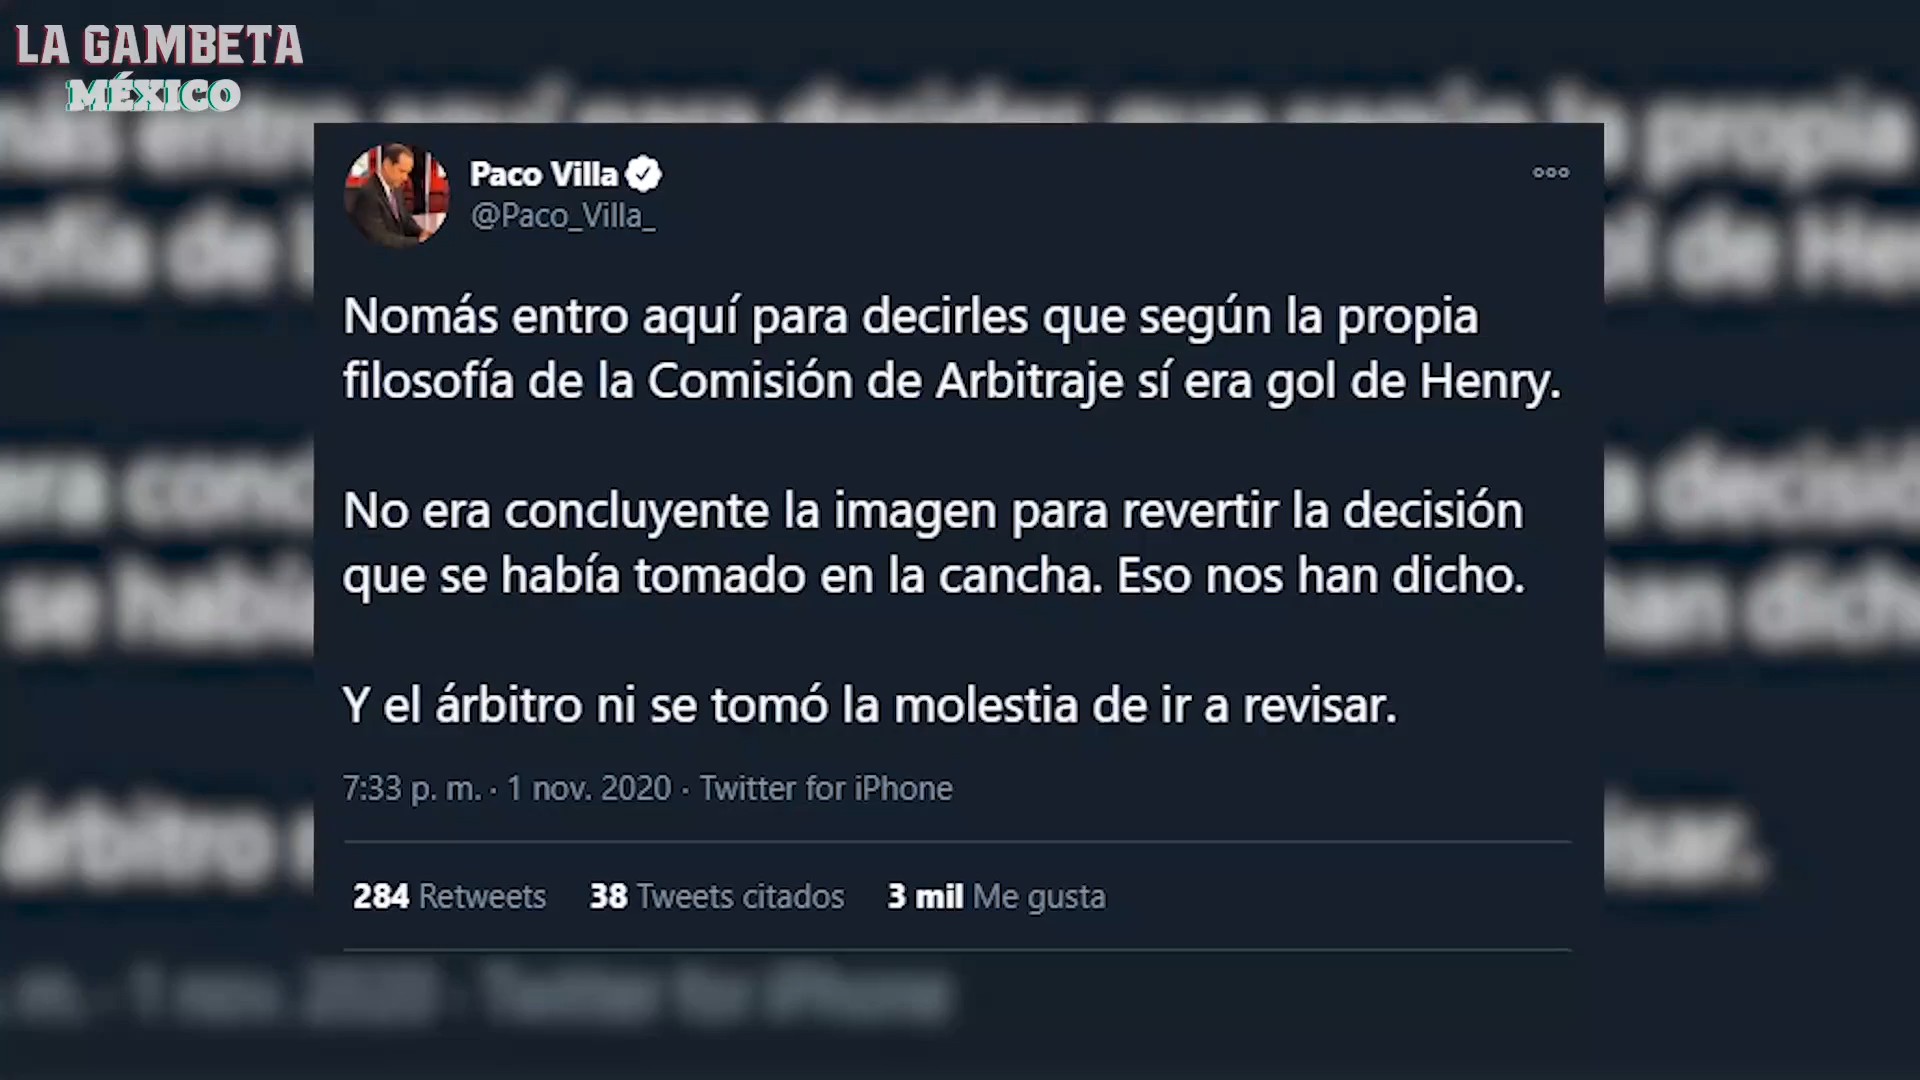 LA GAMBETA
MÉXICO
Paco Villa
@Paco_Villa_
Nomás entro aquí para decirles que según la propia
filosofía de la Comisión de Arbitraje sí era gol de Henry.
No era concluyente la imagen para revertir la decisión
que se había tomado en la cancha. Eso nos han dicho.
Y el árbitro ni se tomó la molestia de ir a revisar.
7:33 p. m. · 1 nov. 2020 · Twitter for iPhone
284 Retweets 38 Tweets citados 3 mil Me gusta